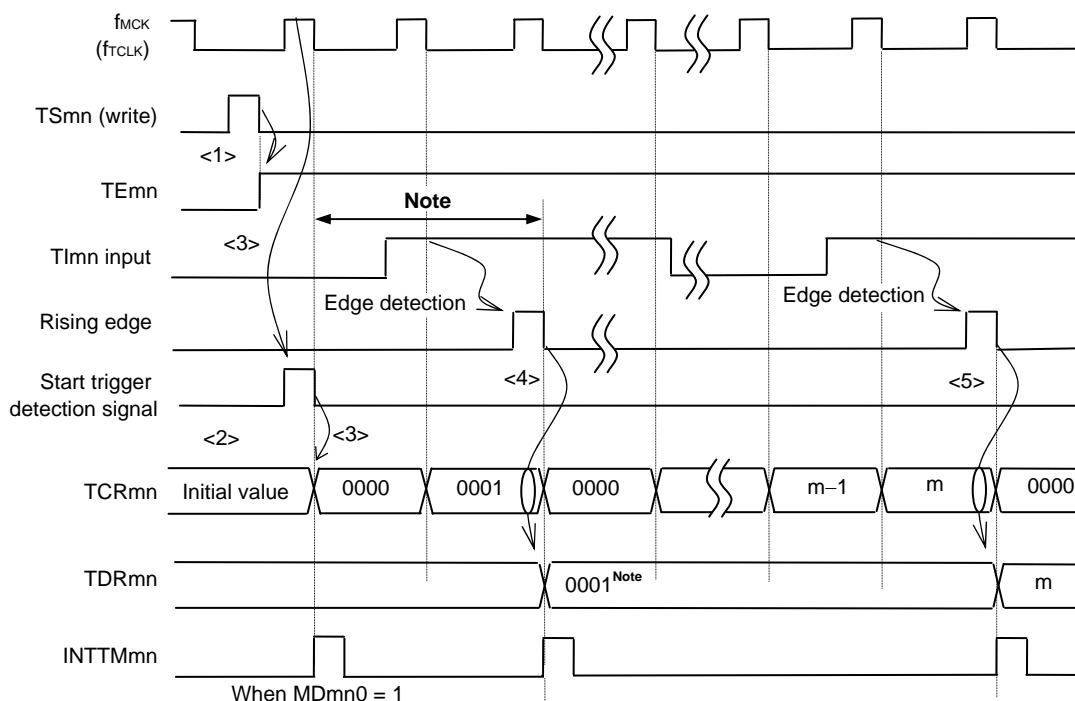 fMCK
(fTCLK)
TSmn (write)
<1>
TEmn
Note
<3>
TImn input
Edge detection
Edge detection
Rising edge
<4>
<5>
Start trigger
detection signal
<2>
<3>
TCRmn
Initial value
0000
0001
0000
m−1
m
0000
TDRmn
0001Note
m
INTTMmn
When MDmn0 = 1